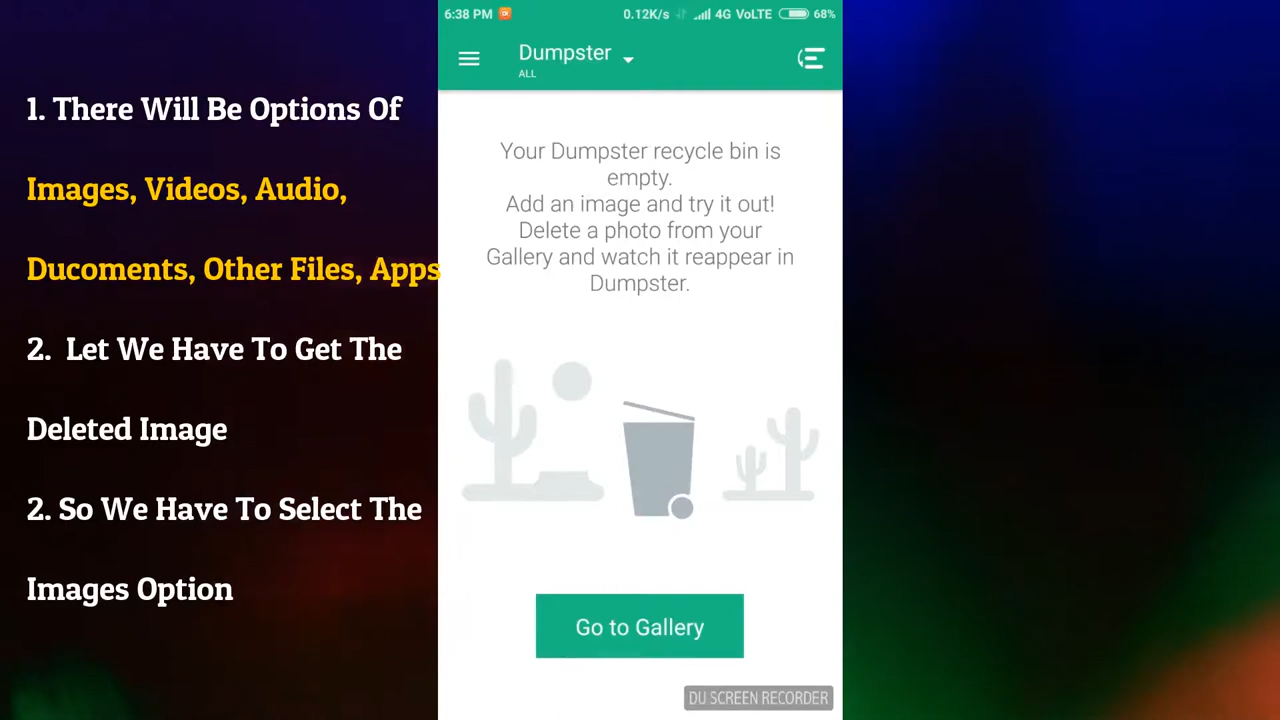 1. There Will Be Options Of
Images, Videos, Audio,
Ducoments, Other Files, Apps
2. Let We Have To Get The
Deleted Image
2. So We Have To Select The
Images Option
6:38 PM
0.12K/s 4G VoLTE 68%
Dumpster
ALL
Your Dumpster recycle bin is
empty.
Add an image and try it out!
Delete a photo from your
Gallery and watch it reappear in
Dumpster.
Go to Gallery
DU SCREEN RECORDER